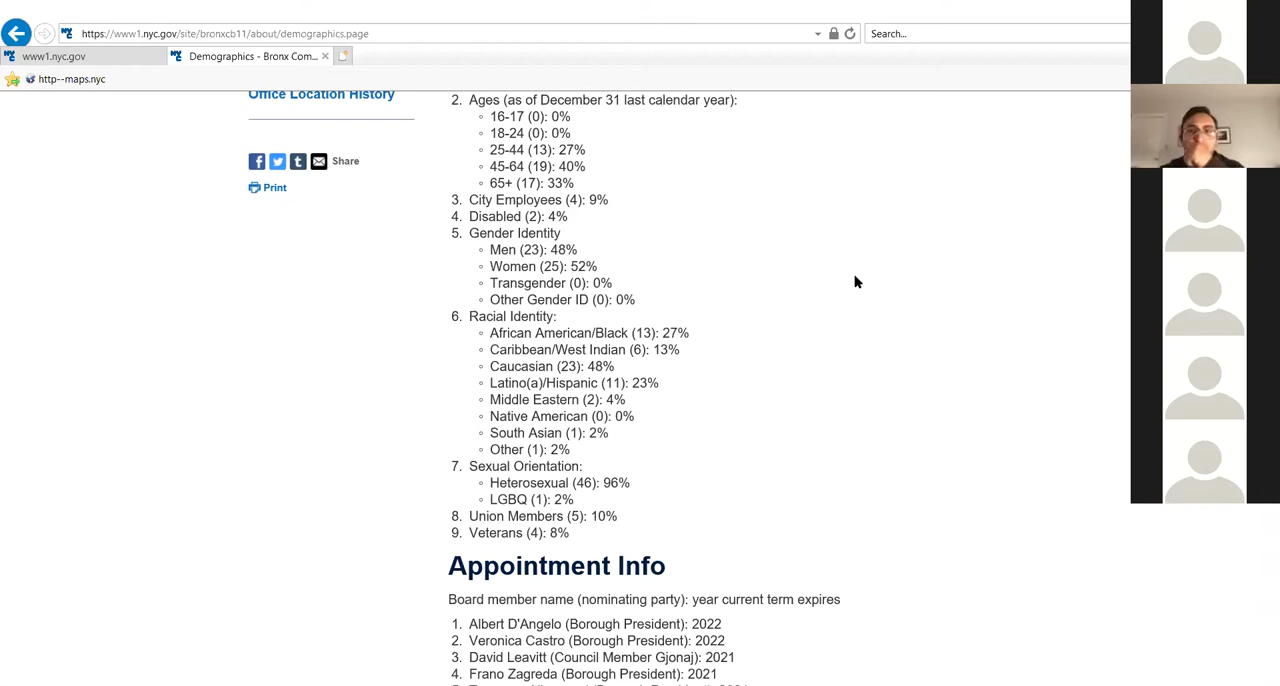 https://www1.nyc.gov/site/bronxcb11/about/demographics.page
Search...
www1.nyc.gov
Demographics - Bronx Com...
http--maps.nyc
Office Location History
Share
Print
2. Ages (as of December 31 last calendar year):
16-17 (0): 0%
18-24 (0): 0%
25-44 (13): 27%
45-64 (19): 40%
65+ (17): 33%
3. City Employees (4): 9%
4. Disabled (2): 4%
5. Gender Identity
Men (23): 48%
Women (25): 52%
Transgender (0): 0%
Other Gender ID (0): 0%
6. Racial Identity:
African American/Black (13): 27%
Caribbean/West Indian (6): 13%
Caucasian (23): 48%
Latino(a)/Hispanic (11): 23%
Middle Eastern (2): 4%
Native American (0): 0%
South Asian (1): 2%
Other (1): 2%
7. Sexual Orientation:
Heterosexual (46): 96%
LGBQ (1): 2%
8. Union Members (5): 10%
9. Veterans (4): 8%
Appointment Info
Board member name (nominating party): year current term expires
1. Albert D'Angelo (Borough President): 2022
2. Veronica Castro (Borough President): 2022
3. David Leavitt (Council Member Gjonaj): 2021
4. Frano Zagreda (Borough President): 2021